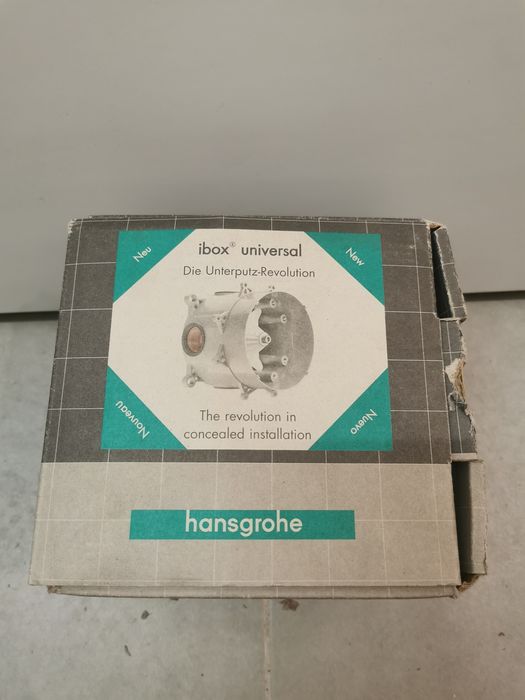 Neu
ibox® universal
New
Die Unterputz-Revolution
Nouveau
The revolution in
concealed installation
Nuevo
hansgrohe